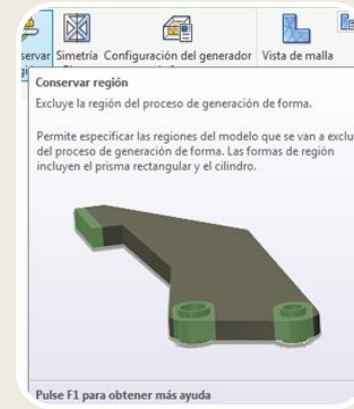 Simetría Configuración del generador Vista de malla
Conservar región
Excluye la región del proceso de generación de forma.
Permite especificar las regiones del modelo que se van a exclu
del proceso de generación de forma. Las formas de región
incluyen el prisma rectangular y el cilindro.
Pulse F1 para obtener más ayuda